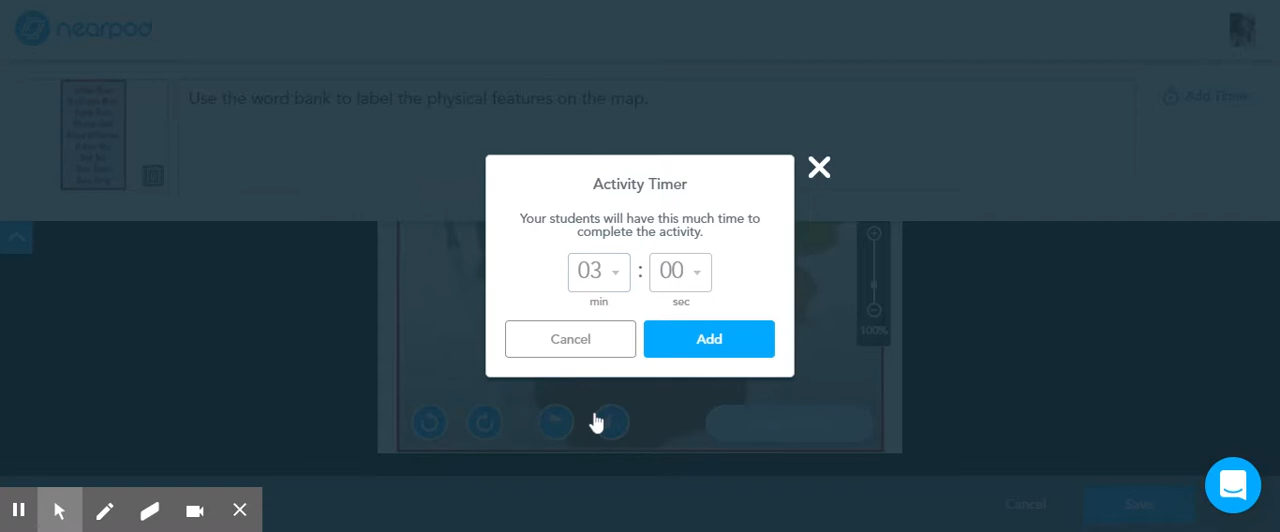 nearpod
Use the word bank to label the physical features on the map.
Add Timer
Activity Timer
Your students will have this much time to
complete the activity.
03 : 00
min sec
Cancel Add
100%
Cancel Save